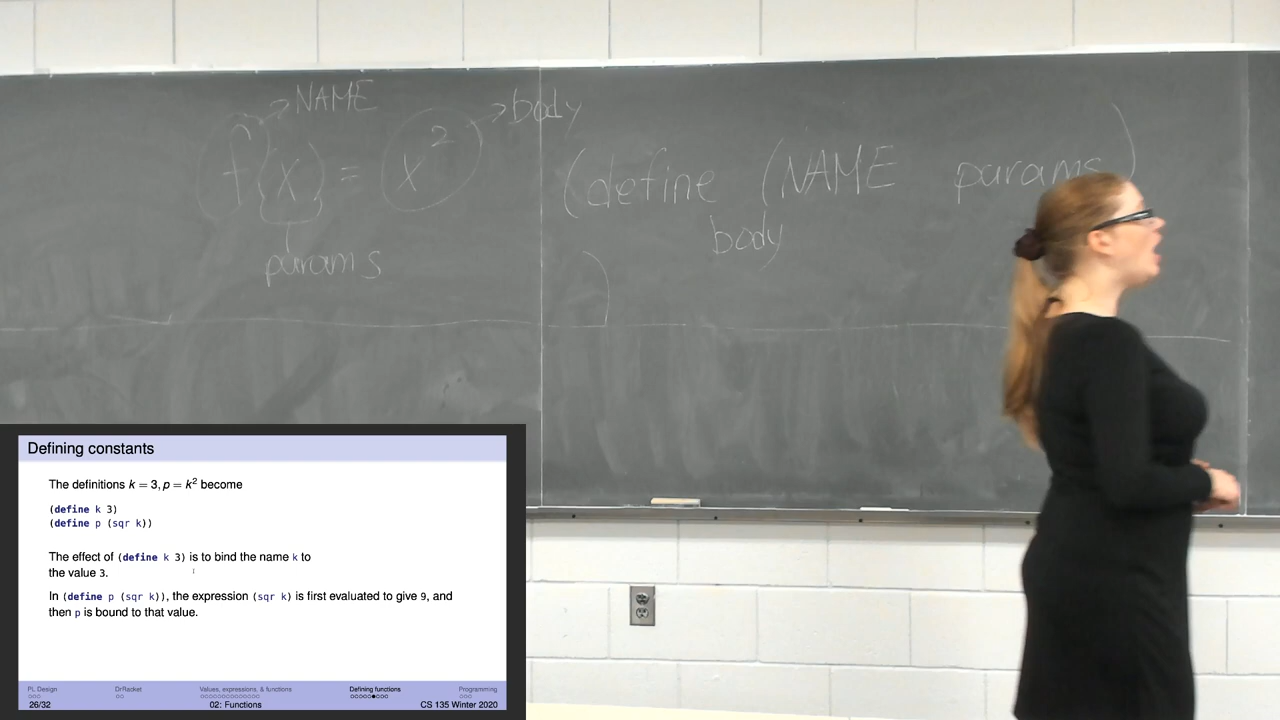 NAME
f(x) = x²
body
params
(define (NAME params)
body
)
Defining constants
The definitions k = 3, p = k² become
(define k 3)
(define p (sqr k))
The effect of (define k 3) is to bind the name k to
the value 3.
In (define p (sqr k)), the expression (sqr k) is first evaluated to give 9, and
then p is bound to that value.
PL Design DrRacket Values, expressions, & functions Defining functions Programming
26/32 02: Functions CS 135 Winter 2020